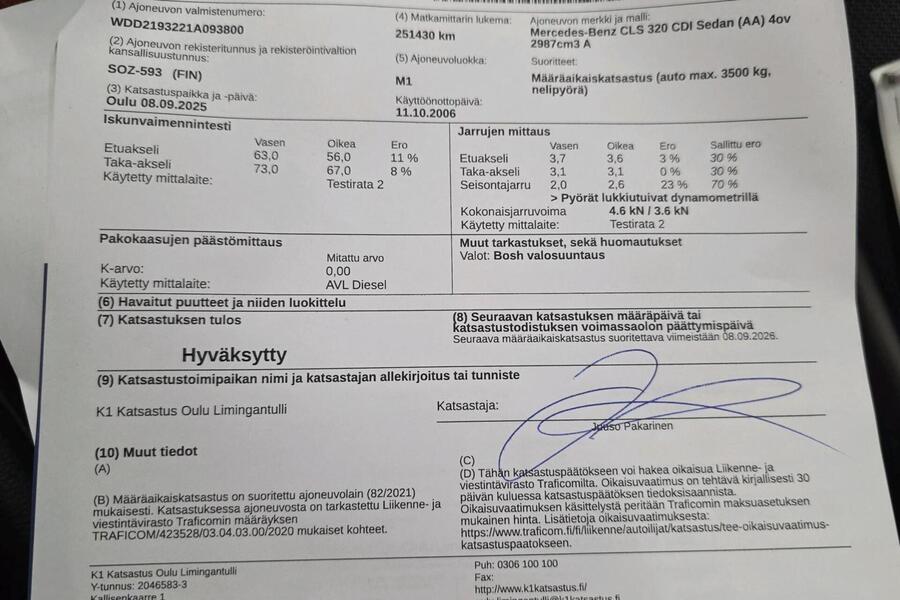 (1) Ajoneuvon valmistenumero:
WDD2193221A093800
(2) Ajoneuvon rekisteritunnus ja rekisteröintivaltion
kansallisuustunnus:
SOZ-593 (FIN)
(3) Katsastuspaikka ja -päivä:
Oulu 08.09.2025
(4) Matkamittarin lukema:
251430 km
(5) Ajoneuvoluokka:
M1
Käyttöönottopäivä:
11.10.2006
Ajoneuvon merkki ja malli:
Mercedes-Benz CLS 320 CDI Sedan (AA) 4ov
2987cm3 A
Suoritteet:
Määräaikaiskatsastus (auto max. 3500 kg,
nelipyörä)
Iskunvaimennintesti
Vasen Oikea Ero
Etuakseli 63,0 56,0 11 %
Taka-akseli 73,0 67,0 8 %
Käytetty mittalaite: Testirata 2
Jarrujen mittaus
Vasen Oikea Ero Sallittu ero
Etuakseli 3,7 3,6 3 % 30 %
Taka-akseli 3,1 3,1 0 % 30 %
Seisontajarru 2,0 2,6 23 % 70 %
> Pyörät lukkiutuivat dynamometrillä
Kokonaisjarruvoima 4.6 kN / 3.6 kN
Käytetty mittalaite: Testirata 2
Pakokaasujen päästömittaus
Mitattu arvo
K-arvo: 0,00
Käytetty mittalaite: AVL Diesel
Muut tarkastukset, sekä huomautukset
Valot: Bosh valosuuntaus
(6) Havaitut puutteet ja niiden luokittelu
(7) Katsastuksen tulos
Hyväksytty
(8) Seuraavan katsastuksen määräpäivä tai
katsastustodistuksen voimassaolon päättymispäivä
Seuraava määräaikaiskatsastus suoritettava viimeistään 08.09.2026.
(9) Katsastustoimipaikan nimi ja katsastajan allekirjoitus tai tunniste
K1 Katsastus Oulu Limingantulli
Katsastaja:
Juuso Pakarinen
(10) Muut tiedot
(A)
(B) Määräaikaiskatsastus on suoritettu ajoneuvolain (82/2021)
mukaisesti. Katsastuksessa ajoneuvosta on tarkastettu Liikenne- ja
viestintävirasto Traficomin määräyksen
TRAFICOM/423528/03.04.03.00/2020 mukaiset kohteet.
(C)
(D) Tähän katsastuspäätökseen voi hakea oikaisua Liikenne- ja
viestintävirasto Traficomilta. Oikaisuvaatimus on tehtävä kirjallisesti 30
päivän kuluessa katsastuspäätöksen tiedoksisaannista.
Oikaisuvaatimuksen käsittelystä peritään Traficomin maksuasetuksen
mukainen hinta. Lisätietoja oikaisuvaatimuksesta:
https://www.traficom.fi/fi/liikenne/autoilijat/katsastus/tee-oikaisuvaatimus-
katsastuspaatokseen.
K1 Katsastus Oulu Limingantulli
Y-tunnus: 2046583-3
Kallisenkaarre 1
Puh: 0306 100 100
Fax:
http://www.k1katsastus.fi/
oulu.limingantulli@k1katsastus.fi